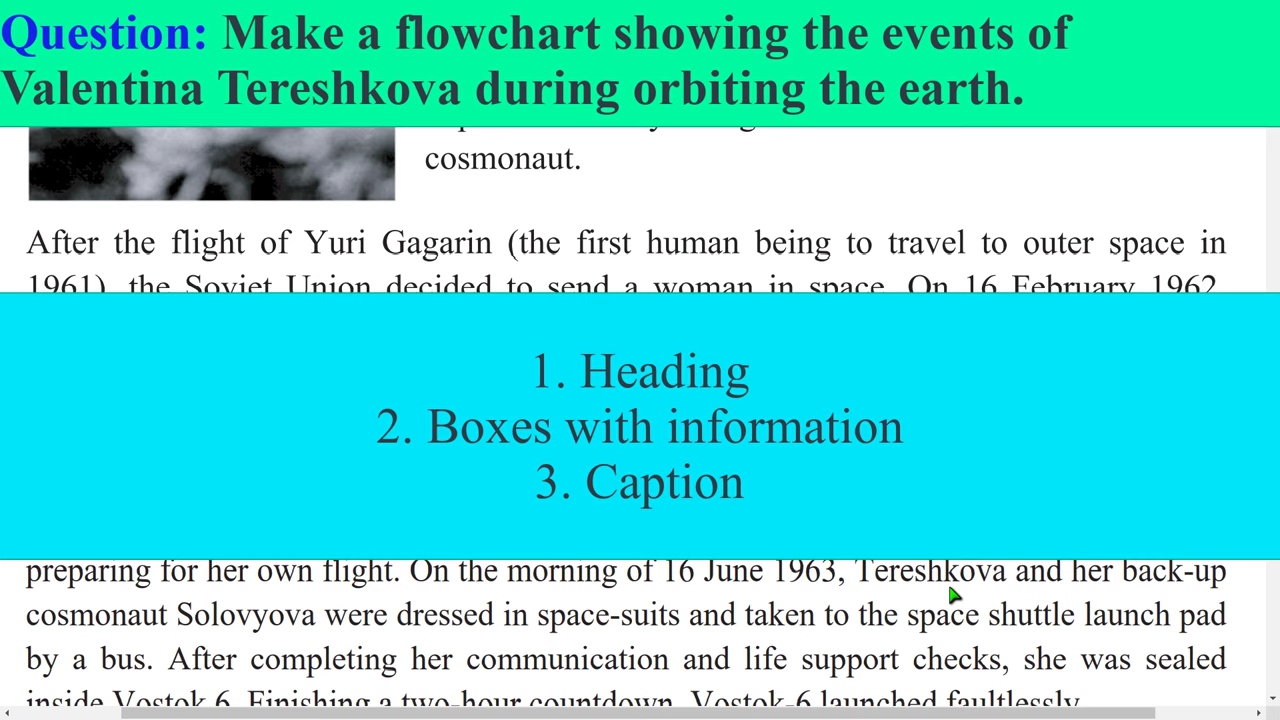 Question: Make a flowchart showing the events of
Valentina Tereshkova during orbiting the earth.
cosmonaut.
After the flight of Yuri Gagarin (the first human being to travel to outer space in
1961), the Soviet Union decided to send a woman in space. On 16 February 1962,
1. Heading
2. Boxes with information
3. Caption
preparing for her own flight. On the morning of 16 June 1963, Tereshkova and her back-up
cosmonaut Solovyova were dressed in space-suits and taken to the space shuttle launch pad
by a bus. After completing her communication and life support checks, she was sealed
inside Vostok 6. Finishing a two-hour countdown, Vostok-6 launched faultlessly.